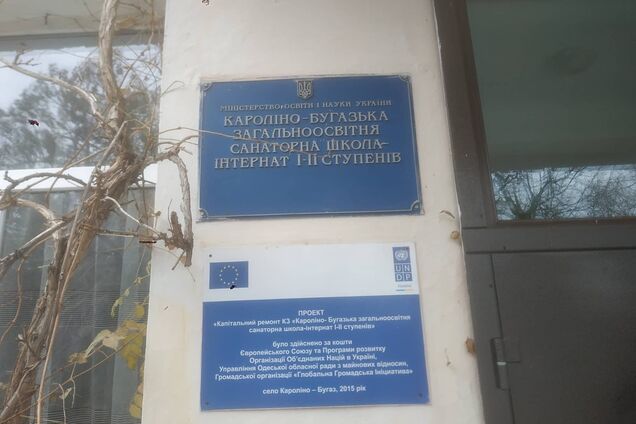 МІНІСТЕРСТВО ОСВІТИ І НАУКИ УКРАЇНИ
КАРОЛІНО-БУГАЗЬКА
ЗАГАЛЬНООСВІТНЯ
САНАТОРНА ШКОЛА-
ІНТЕРНАТ І-ІІ СТУПЕНІВ
UN
DP
ПРОЕКТ
«Капітальний ремонт КЗ «Кароліно- Бугазька загальноосвітня
санаторна школа-інтернат І-ІІ ступенів»
було здійснено за кошти
Європейського Союзу та Програми розвитку
Організації Об'єднаних Націй в Україні,
Управління Одеської обласної ради з майнових відносин,
Громадської організації «Глобальна Громадська Ініціатива»
село Кароліно – Бугаз, 2015 рік